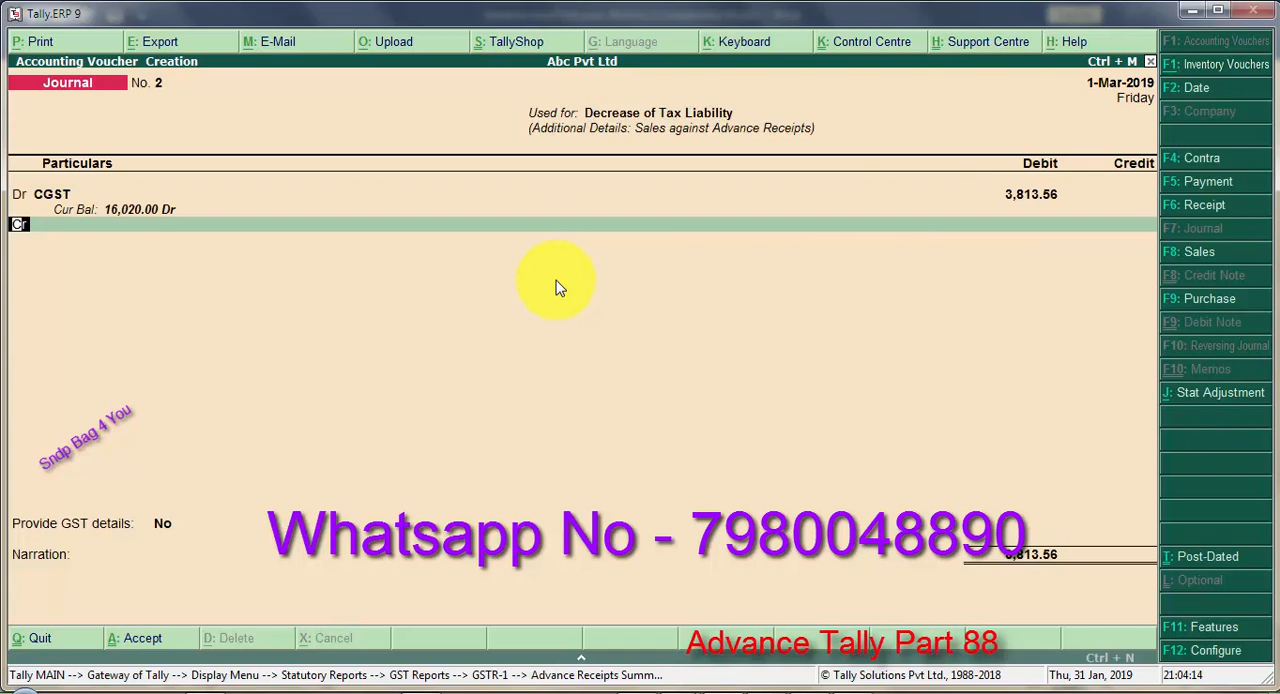 Tally.ERP 9
P: Print
E: Export
M: E-Mail
O: Upload
S: TallyShop
G: Language
K: Keyboard
K: Control Centre
H: Support Centre
H: Help
Accounting Voucher Creation
Abc Pvt Ltd
Ctrl + M
Journal No. 2
1-Mar-2019
Friday
Used for: Decrease of Tax Liability
(Additional Details: Sales against Advance Receipts)
Particulars Debit Credit
Dr CGST 3,813.56
Cur Bal: 16,020.00 Dr
Cr
Sndp Bag 4 You
Provide GST details: No
Whatsapp No - 7980048890
Narration: 3,813.56
F1: Accounting Vouchers
F1: Inventory Vouchers
F2: Date
F3: Company
F4: Contra
F5: Payment
F6: Receipt
F7: Journal
F8: Sales
F8: Credit Note
F9: Purchase
F9: Debit Note
F10: Reversing Journal
F10: Memos
J: Stat Adjustment
T: Post-Dated
L: Optional
F11: Features
F12: Configure
Q: Quit
A: Accept
D: Delete
X: Cancel
Advance Tally Part 88
Ctrl + N
Tally MAIN --> Gateway of Tally --> Display Menu --> Statutory Reports --> GST Reports --> GSTR-1 --> Advance Receipts Summ...
© Tally Solutions Pvt Ltd., 1988-2018
Thu, 31 Jan, 2019
21:04:14